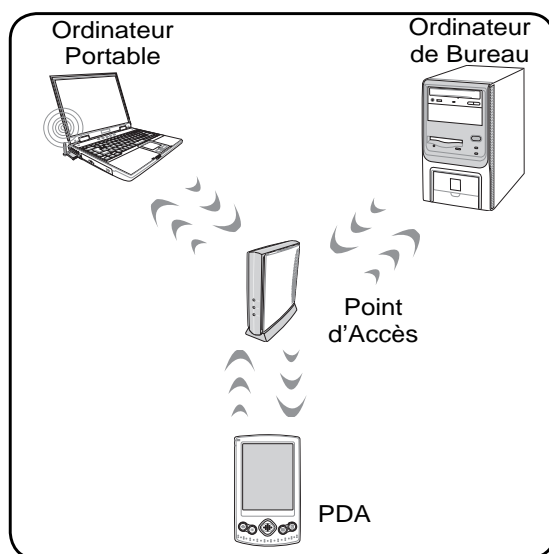 Ordinateur
Portable
Ordinateur
de Bureau
Point
d'Accès
PDA